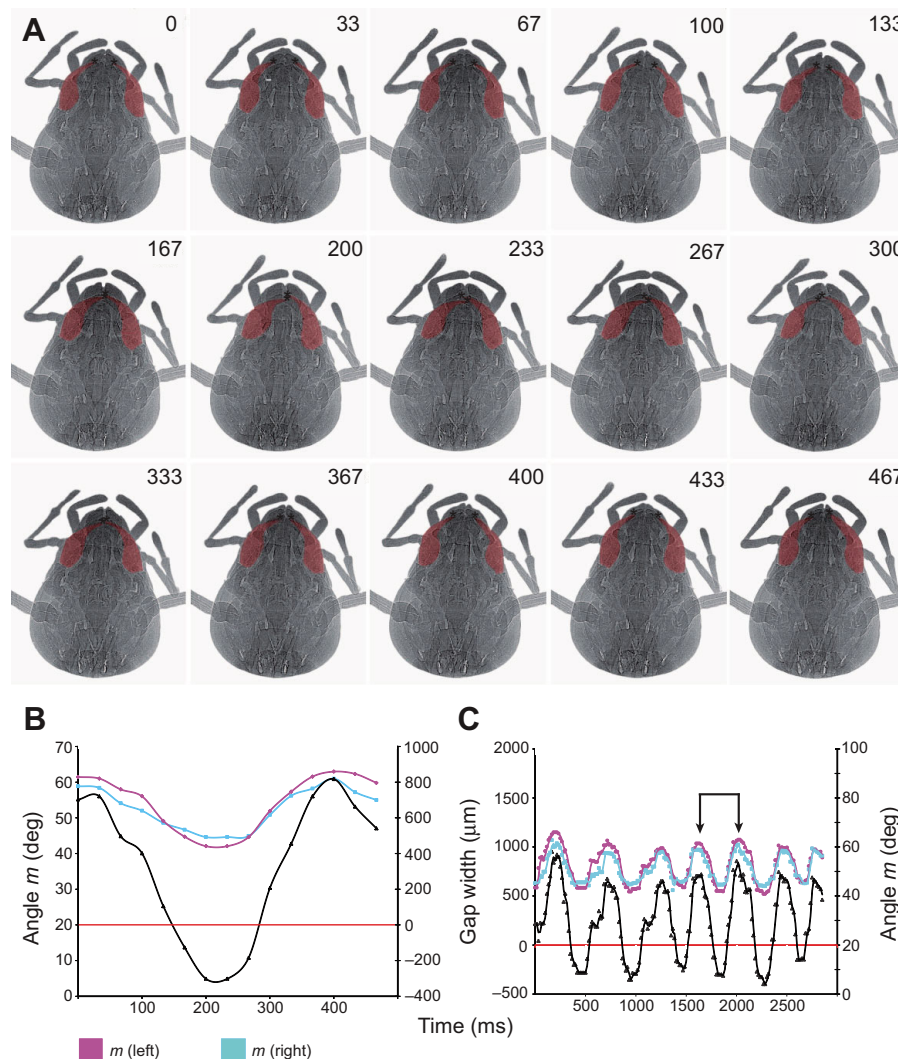 A
0 33 67 100 133
167 200 233 267 300
333 367 400 433 467
B
70 60 50 40 30 20 10 0
Angle m (deg)
1000 800 600 400 200 0 –200 –400
100 200 300 400
C
2000 1500 1000 500 0 –500
Gap width (μm)
100 80 60 40 20 0
Angle m (deg)
500 1000 1500 2000 2500
Time (ms)
m (left) m (right)